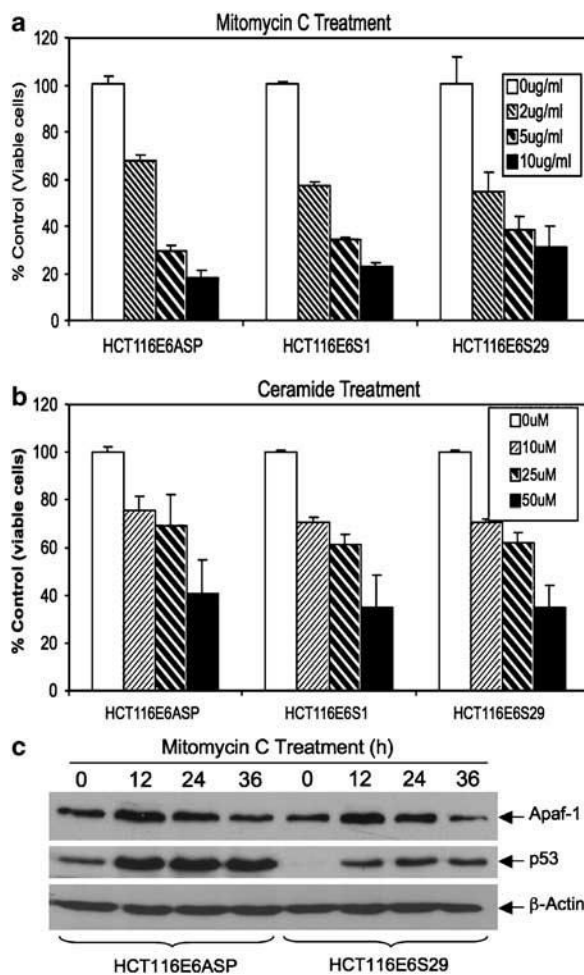 a
Mitomycin C Treatment
120
100
80
60
40
20
0
% Control (Viable cells)
0ug/ml
2ug/ml
5ug/ml
10ug/ml
HCT116E6ASP HCT116E6S1 HCT116E6S29
b
Ceramide Treatment
120
100
80
60
40
20
0
% Control (viable cells)
0uM
10uM
25uM
50uM
HCT116E6ASP HCT116E6S1 HCT116E6S29
c
Mitomycin C Treatment (h)
0 12 24 36 0 12 24 36
Apaf-1
p53
β-Actin
HCT116E6ASP HCT116E6S29